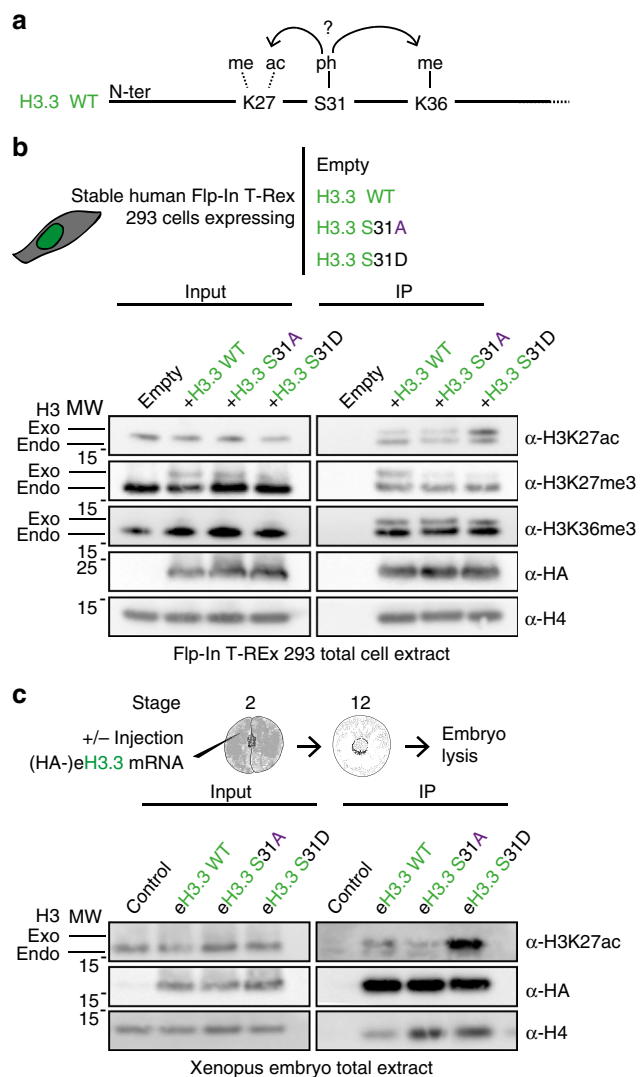 a
?
me ac ph me
H3.3 WT N-ter K27 S31 K36
b
Empty
Stable human Flp-In T-Rex H3.3 WT
293 cells expressing H3.3 S31A
H3.3 S31D
Input IP
Empty +H3.3 WT +H3.3 S31A +H3.3 S31D Empty +H3.3 WT +H3.3 S31A +H3.3 S31D
H3 MW
Exo
Endo α-H3K27ac
15
Exo
Endo α-H3K27me3
15
Exo
Endo α-H3K36me3
15
25 α-HA
15 α-H4
Flp-In T-REx 293 total cell extract
c
Stage 2 12
+/– Injection Embryo
(HA-)eH3.3 mRNA lysis
Input IP
Control eH3.3 WT eH3.3 S31A eH3.3 S31D Control eH3.3 WT eH3.3 S31A eH3.3 S31D
H3 MW
Exo
Endo α-H3K27ac
15
α-HA
15
15
α-H4
Xenopus embryo total extract